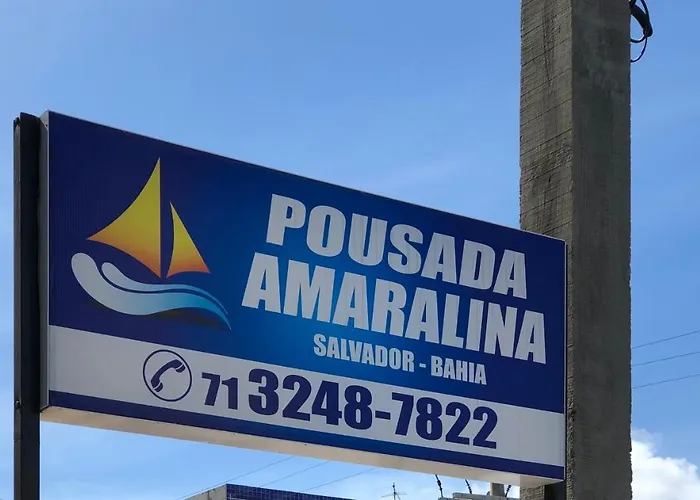 POUSADA
AMARALINA
SALVADOR - BAHIA
71 3248-7822